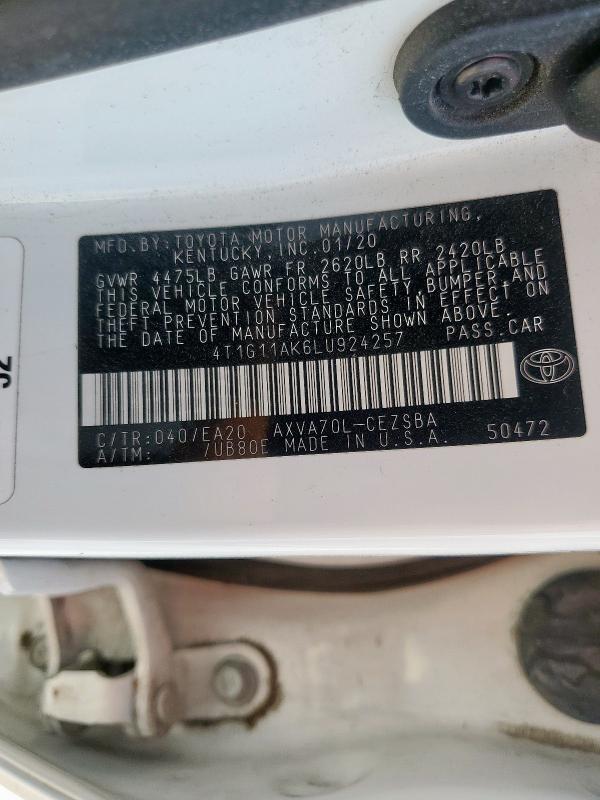 MFD.BY:TOYOTA MOTOR MANUFACTURING,
KENTUCKY,INC.01/20
GVWR 4475LB GAWR FR 2620LB RR 2420LB
THIS VEHICLE CONFORMS TO ALL APPLICABLE
FEDERAL MOTOR VEHICLE SAFETY, BUMPER AND
THEFT PREVENTION STANDARDS IN EFFECT ON
THE DATE OF MANUFACTURE SHOWN ABOVE.
4T1G11AK6LU924257 PASS.CAR
C/TR:040/EA20 AXVA70L-CEZSBA
A/TM: /UB80E MADE IN U.S.A. 50472